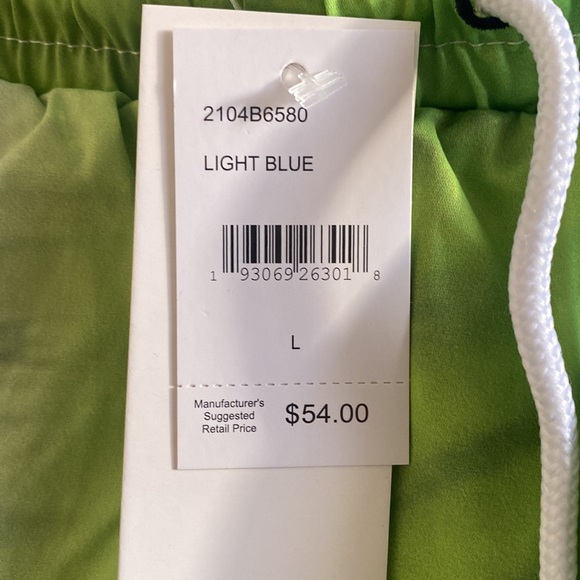 2104B6580
LIGHT BLUE
1 93069 26301 8
L
Manufacturer's
Suggested
Retail Price
$54.00